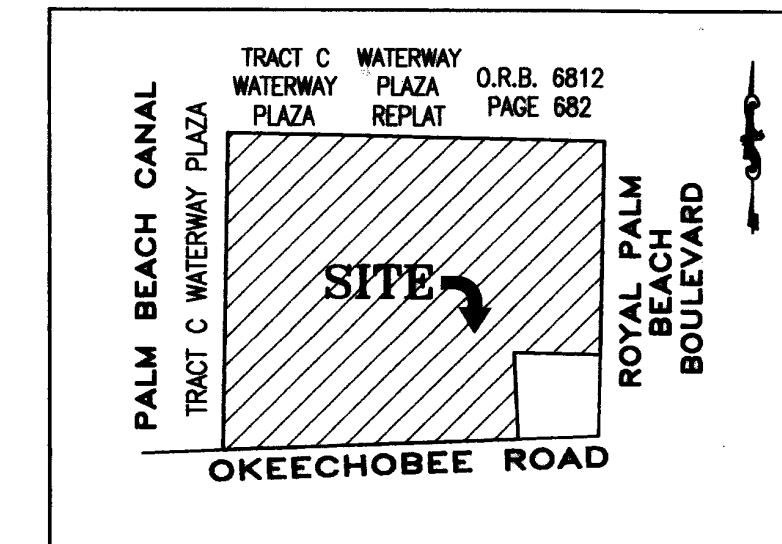 TRACT C
WATERWAY
PLAZA
WATERWAY
PLAZA
REPLAT
O.R.B. 6812
PAGE 682
PALM BEACH CANAL
TRACT C WATERWAY PLAZA
SITE
ROYAL PALM
BEACH
BOULEVARD
OKEECHOBEE ROAD